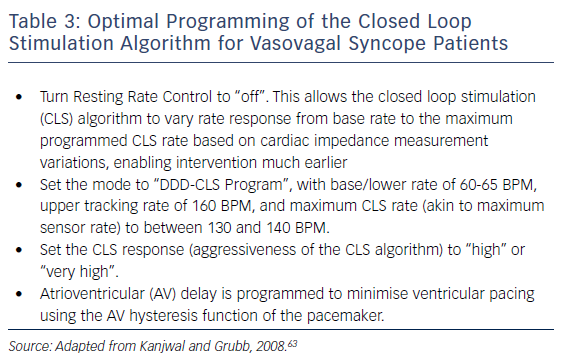 Table 3: Optimal Programming of the Closed Loop
Stimulation Algorithm for Vasovagal Syncope Patients
• Turn Resting Rate Control to “off”. This allows the closed loop stimulation
(CLS) algorithm to vary rate response from base rate to the maximum
programmed CLS rate based on cardiac impedance measurement
variations, enabling intervention much earlier
• Set the mode to “DDD-CLS Program”, with base/lower rate of 60-65 BPM,
upper tracking rate of 160 BPM, and maximum CLS rate (akin to maximum
sensor rate) to between 130 and 140 BPM.
• Set the CLS response (aggressiveness of the CLS algorithm) to “high” or
“very high”.
• Atrioventricular (AV) delay is programmed to minimise ventricular pacing
using the AV hysteresis function of the pacemaker.
Source: Adapted from Kanjwal and Grubb, 2008.63